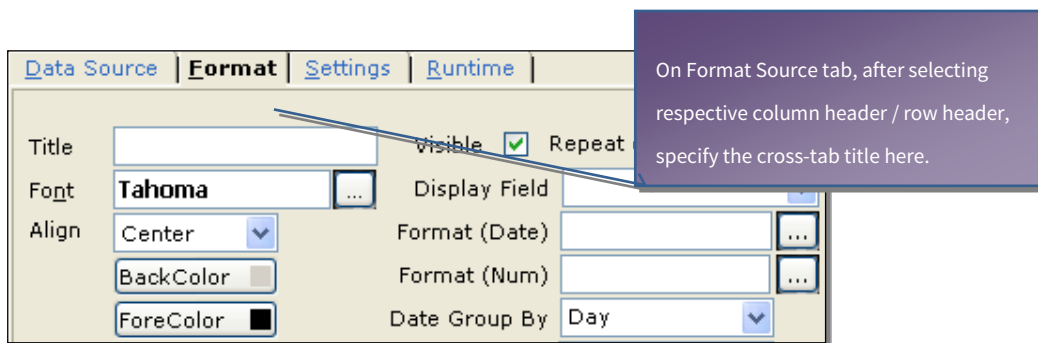 Data Source Format Settings Runtime
On Format Source tab, after selecting
respective column header / row header,
specify the cross-tab title here.
Title Visible Repeat
Font Tahoma ... Display Field
Align Center Format (Date) ...
BackColor Format (Num) ...
ForeColor Date Group By Day